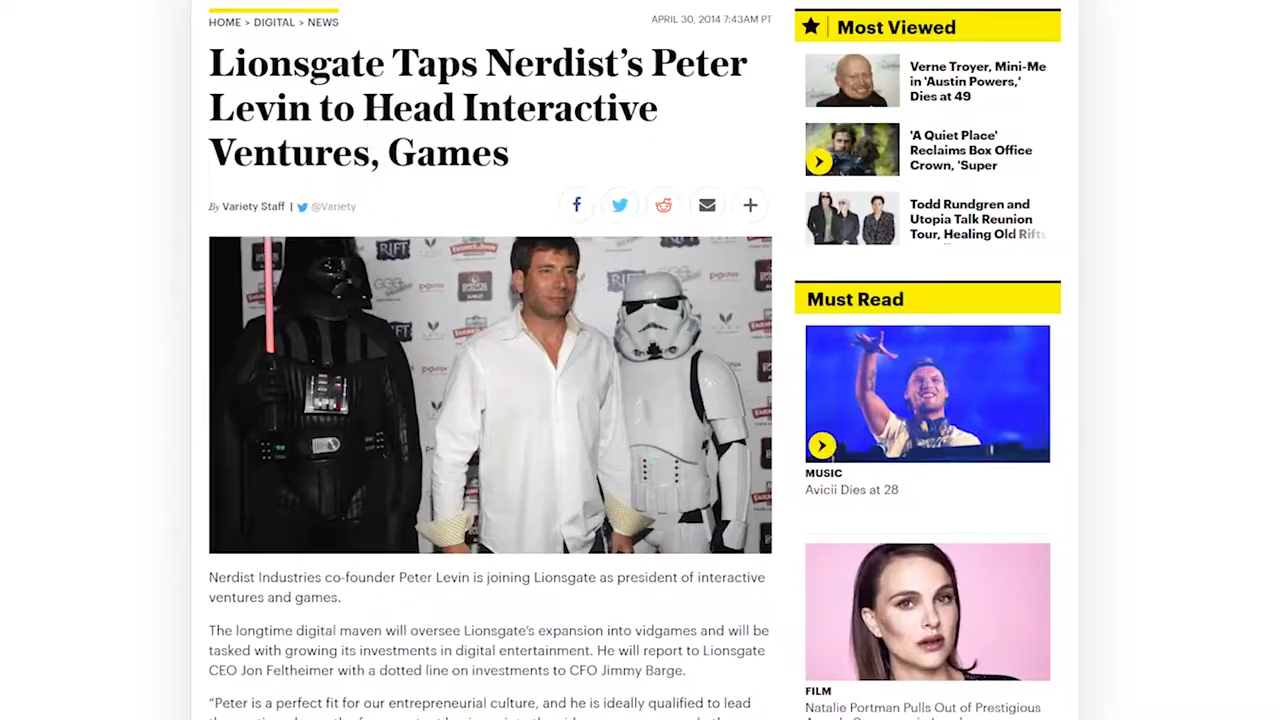 HOME > DIGITAL > NEWS
APRIL 30, 2014 7:43AM PT
Lionsgate Taps Nerdist’s Peter
Levin to Head Interactive
Ventures, Games
By Variety Staff | @Variety
RIFT
RIFT
RIFT
Nerdist Industries co-founder Peter Levin is joining Lionsgate as president of interactive
ventures and games.
The longtime digital maven will oversee Lionsgate’s expansion into vidgames and will be
tasked with growing its investments in digital entertainment. He will report to Lionsgate
CEO Jon Feltheimer with a dotted line on investments to CFO Jimmy Barge.
“Peter is a perfect fit for our entrepreneurial culture, and he is ideally qualified to lead
Most Viewed
Verne Troyer, Mini-Me
in 'Austin Powers,'
Dies at 49
'A Quiet Place'
Reclaims Box Office
Crown, 'Super
Todd Rundgren and
Utopia Talk Reunion
Tour, Healing Old Rifts
Must Read
MUSIC
Avicii Dies at 28
FILM
Natalie Portman Pulls Out of Prestigious